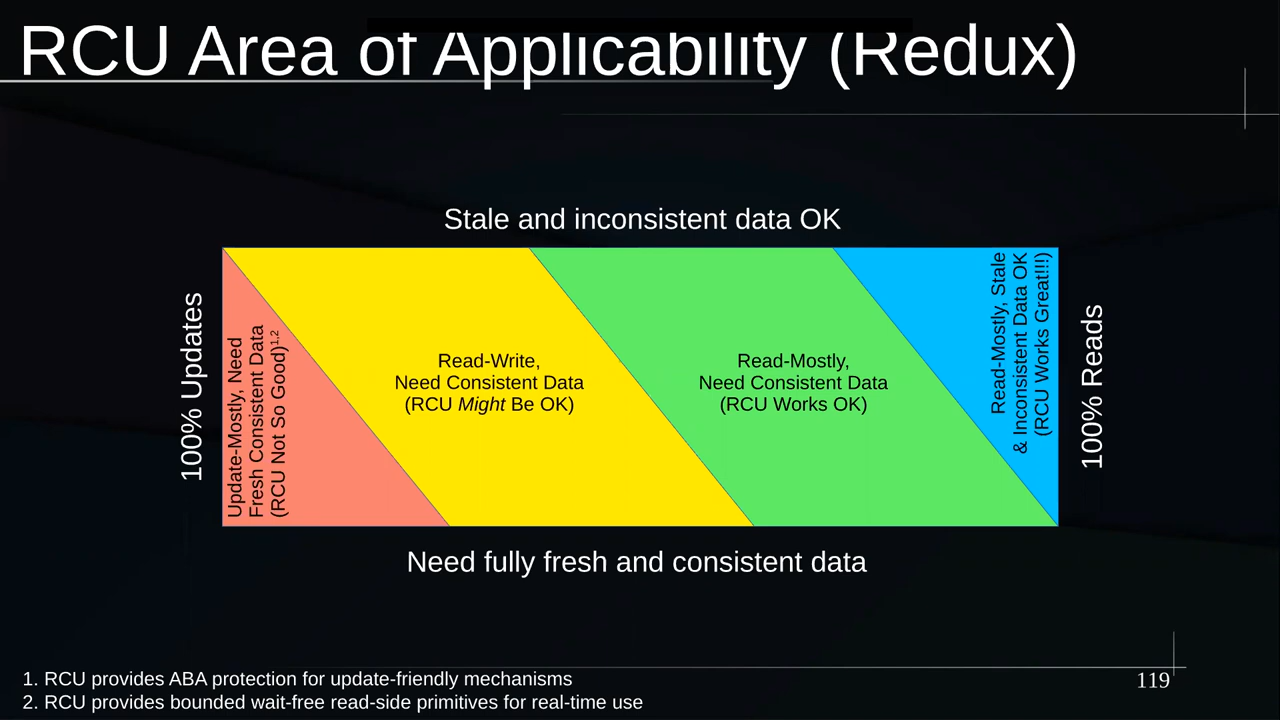 RCU Area of Applicability (Redux)
Stale and inconsistent data OK
100% Updates
Update-Mostly, Need
Fresh Consistent Data
(RCU Not So Good)1,2
Read-Write,
Need Consistent Data
(RCU Might Be OK)
Read-Mostly,
Need Consistent Data
(RCU Works OK)
Read-Mostly, Stale
& Inconsistent Data OK
(RCU Works Great!!!)
100% Reads
Need fully fresh and consistent data
1. RCU provides ABA protection for update-friendly mechanisms
2. RCU provides bounded wait-free read-side primitives for real-time use
119